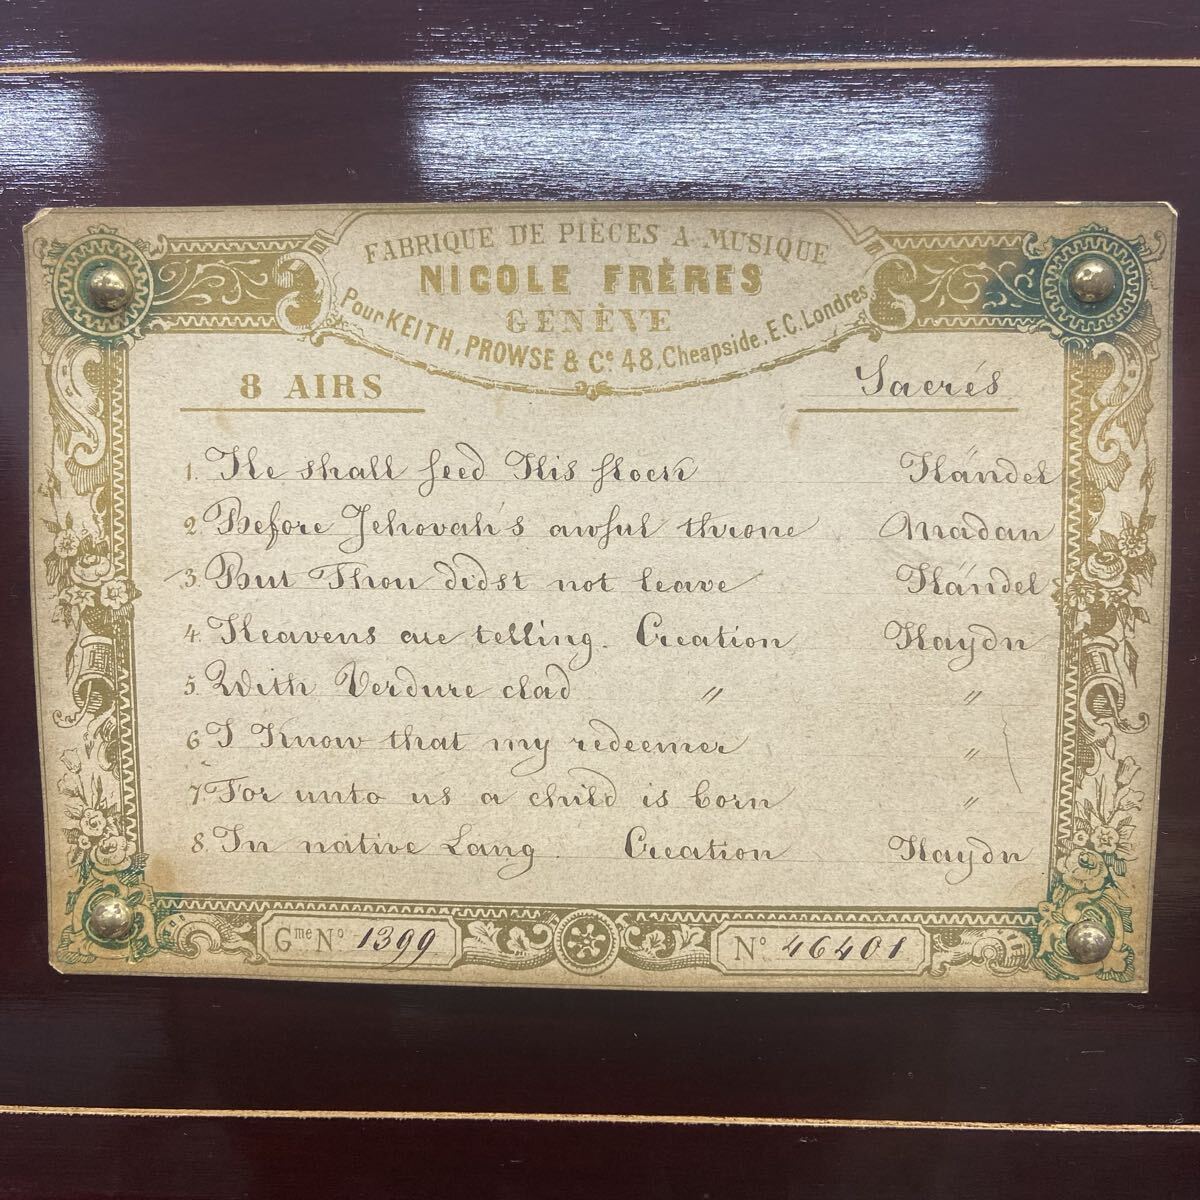 FABRIQUE DE PIÈCES A MUSIQUE
NICOLE FRÈRES
GENÈVE
Pour KEITH, PROWSE & Co. 48, Cheapside, E.C. Londres
8 AIRS Sacrés
1. He shall feed His flock Händel
2. Before Jehovah's awful throne Madan
3. But Thou didst not leave Händel
4. Heavens are telling. Creation Haydn
5. With Verdure clad " "
6. I Know that my redeemer "
7. For unto us a child is born "
8. In native Lang. Creation Haydn
Gme No. 1399 No. 46401